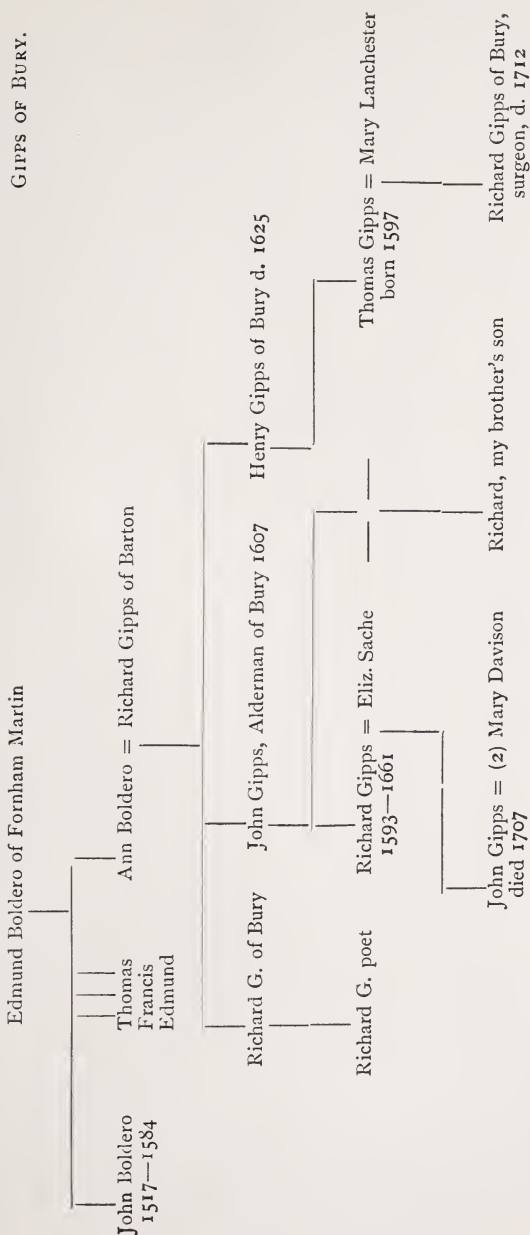 GIPPS OF BURY.
Edmund Boldero of Fornham Martin
John Boldero
1517—1584
Thomas
Francis
Edmund
Ann Boldero = Richard Gipps of Barton
Richard G. of Bury
John Gipps, Alderman of Bury 1607
Henry Gipps of Bury d. 1625
Richard G. poet
Richard Gipps = Eliz. Sache
1593—1661
Thomas Gipps = Mary Lanchester
born 1597
John Gipps = (2) Mary Davison
died 1707
Richard, my brother's son
Richard Gipps of Bury,
surgeon, d. 1712